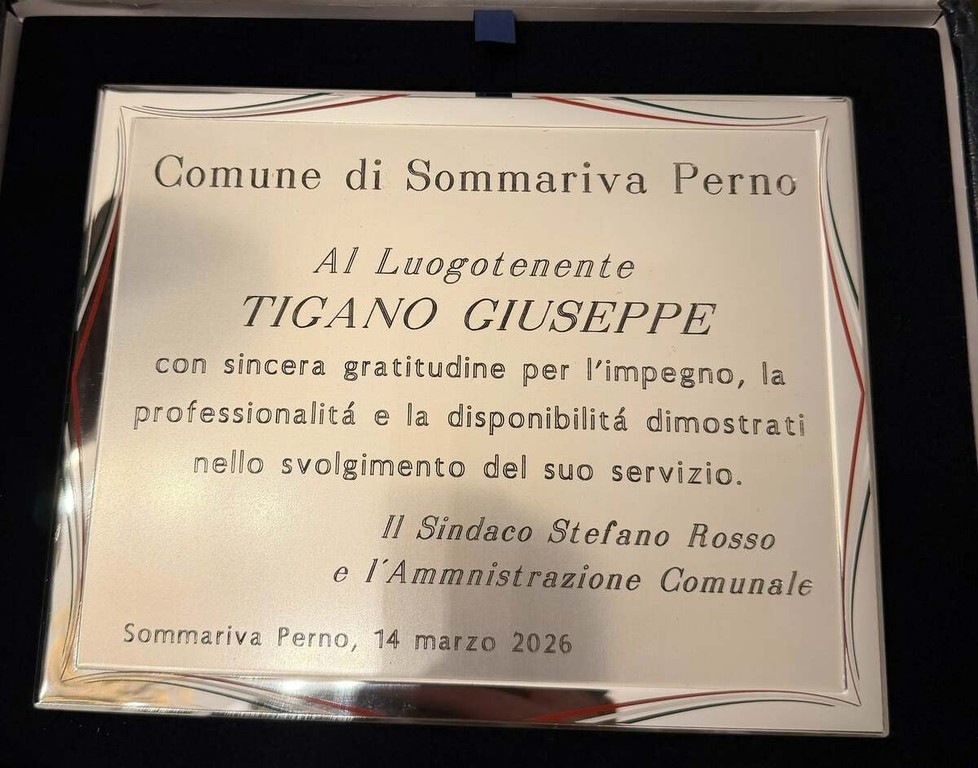 Comune di Sommariva Perno
Al Luogotenente
TIGANO GIUSEPPE
con sincera gratitudine per l'impegno, la
professionalitá e la disponibilitá dimostrati
nello svolgimento del suo servizio.
Il Sindaco Stefano Rosso
e l´Ammnistrazione Comunale
Sommariva Perno, 14 marzo 2026